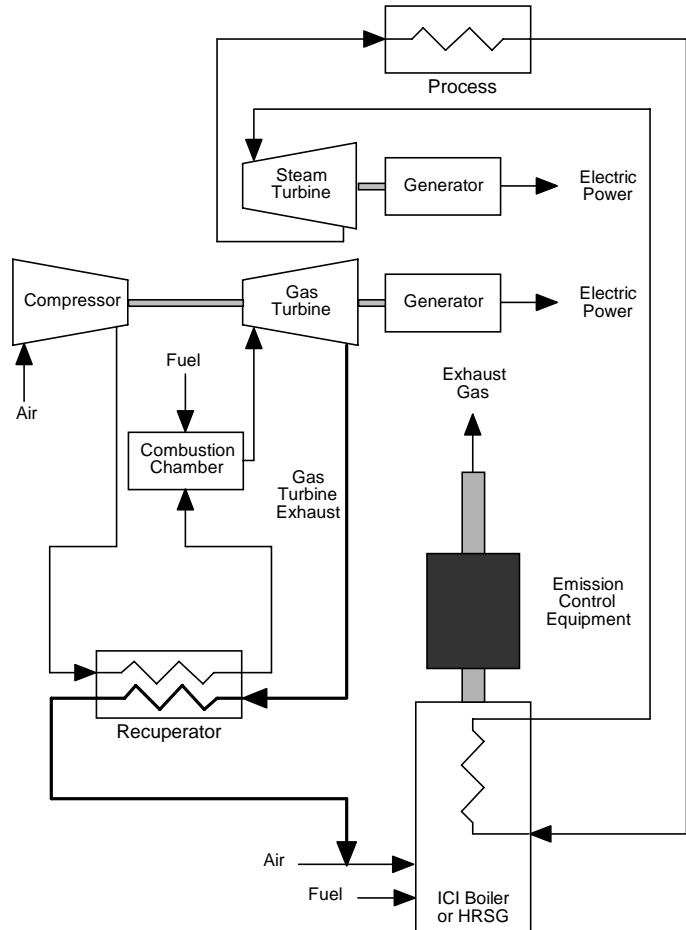 Process
Steam
Turbine
Generator
Electric
Power
Compressor
Gas
Turbine
Generator
Electric
Power
Air
Fuel
Combustion
Chamber
Gas
Turbine
Exhaust
Exhaust
Gas
Emission
Control
Equipment
Recuperator
Air
Fuel
ICI Boiler
or HRSG